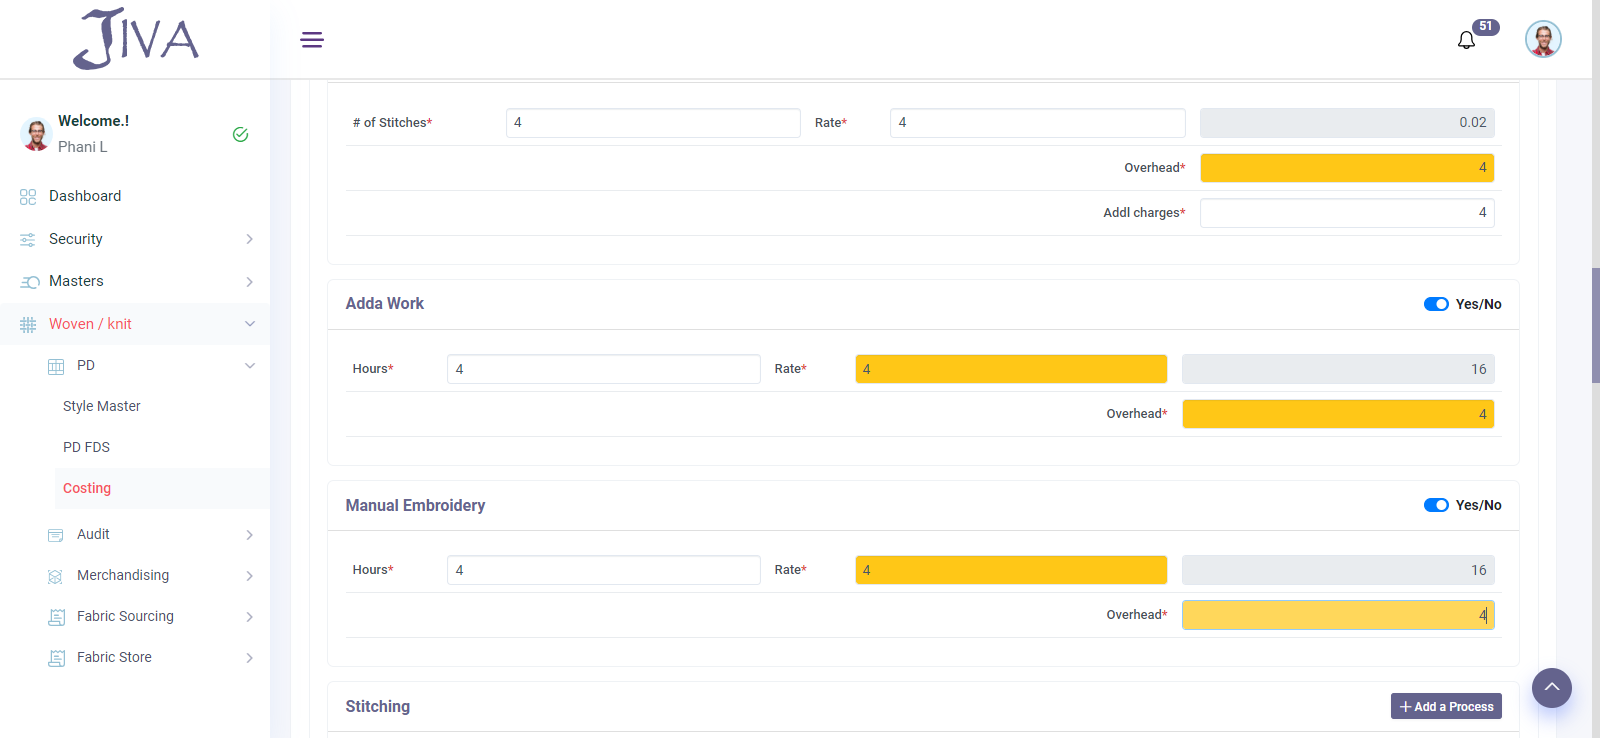 JIVA
51
Welcome.!
Phani L
Dashboard
Security
Masters
Woven / knit
PD
Style Master
PD FDS
Costing
Audit
Merchandising
Fabric Sourcing
Fabric Store
# of Stitches* 4 Rate* 4 0.02
Overhead* 4
Addl charges* 4
Adda Work Yes/No
Hours* 4 Rate* 4 16
Overhead* 4
Manual Embroidery Yes/No
Hours* 4 Rate* 4 16
Overhead* 4
Stitching + Add a Process